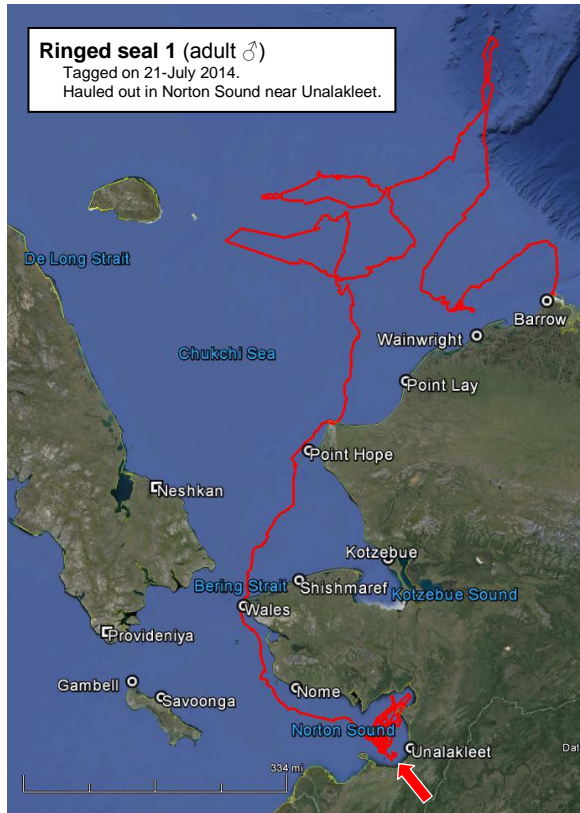 Ringed seal 1 (adult ♂)
Tagged on 21-July 2014.
Hauled out in Norton Sound near Unalakleet.
De Long Strait
Barrow
Wainwright
Chukchi Sea
Point Lay
Point Hope
Neshkan
Kotzebue
Bering Strait
Shishmaref
Kotzebue Sound
Wales
Provideniya
Gambell
Nome
Savoonga
Norton Sound
Unalakleet
Dat
334 mi